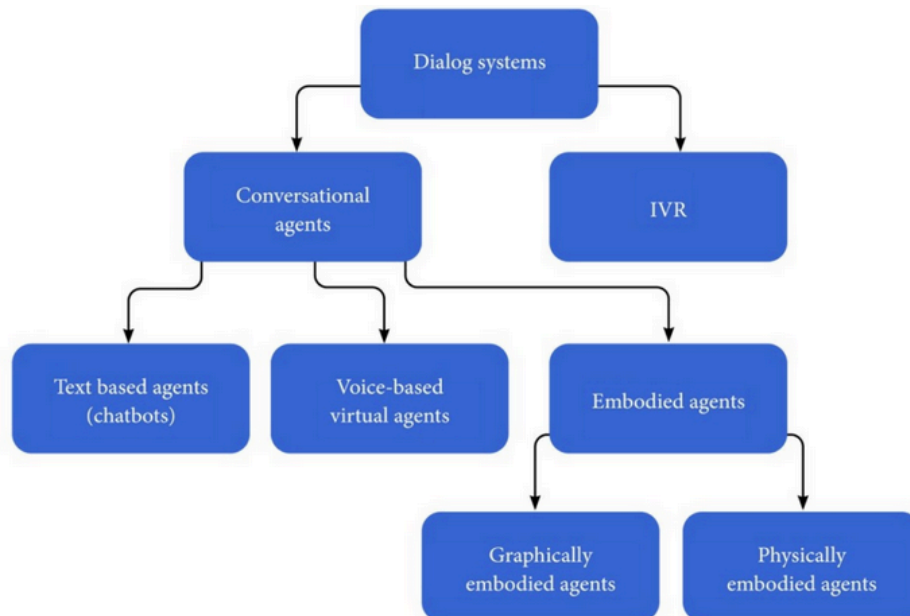 Dialog systems
Conversational
agents
IVR
Text based agents
(chatbots)
Voice-based
virtual agents
Embodied agents
Graphically
embodied agents
Physically
embodied agents